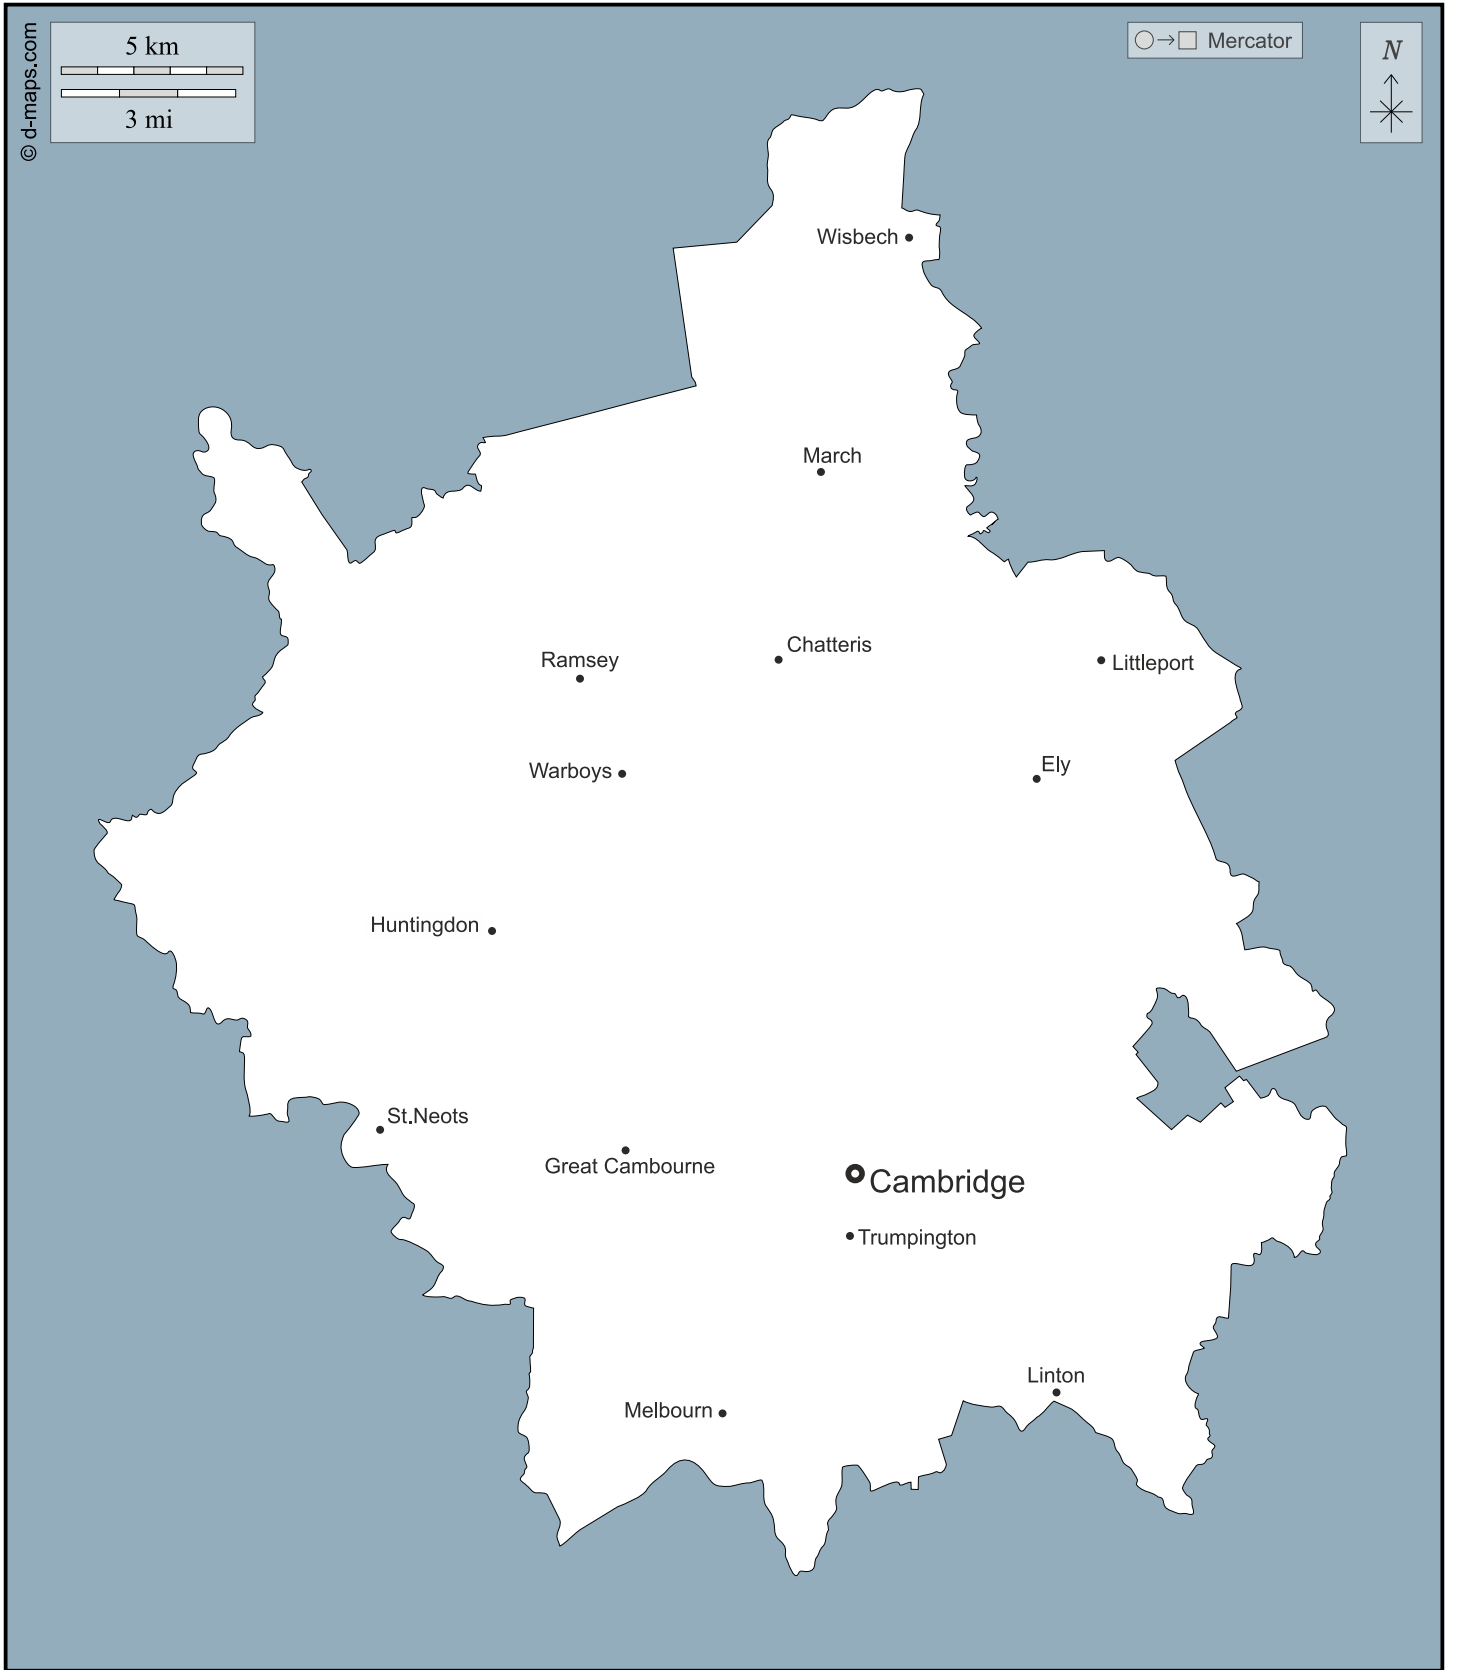 © d-maps.com
5 km
3 mi
Mercator
N
Wisbech
March
Chatteris
Ramsey
Littleport
Warboys
Ely
Huntingdon
St.Neots
Great Cambourne
Cambridge
Trumpington
Linton
Melbourn